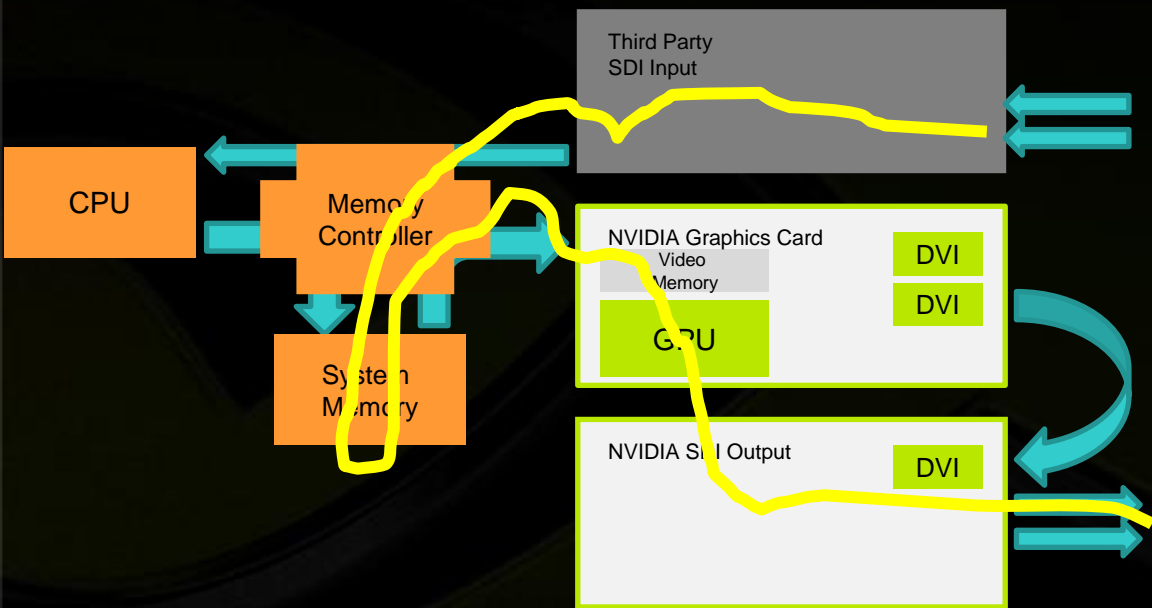 Third Party
SDI Input
CPU
Memory
Controller
NVIDIA Graphics Card
Video
Memory
DVI
DVI
GPU
System
Memory
NVIDIA SDI Output
DVI